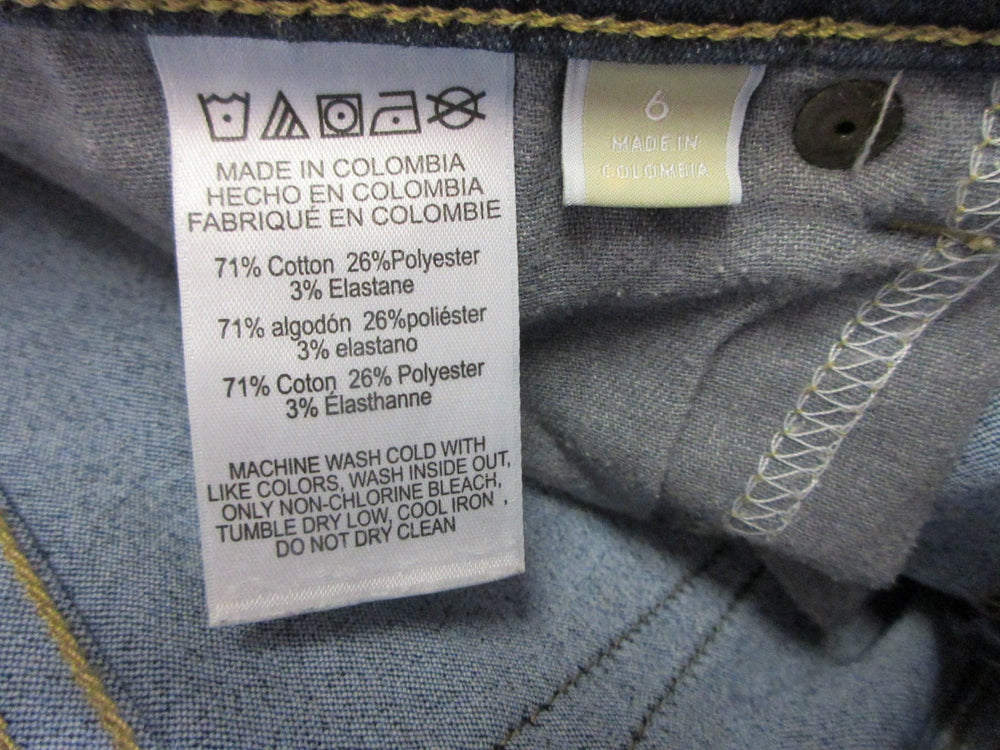 MADE IN COLOMBIA
HECHO EN COLOMBIA
FABRIQUÉ EN COLOMBIE
71% Cotton 26%Polyester
3% Elastane
71% algodón 26%poliéster
3% elastano
71% Coton 26% Polyester
3% Élasthanne
MACHINE WASH COLD WITH
LIKE COLORS, WASH INSIDE OUT,
ONLY NON-CHLORINE BLEACH,
TUMBLE DRY LOW, COOL IRON ,
DO NOT DRY CLEAN
6
MADE IN
COLOMBIA